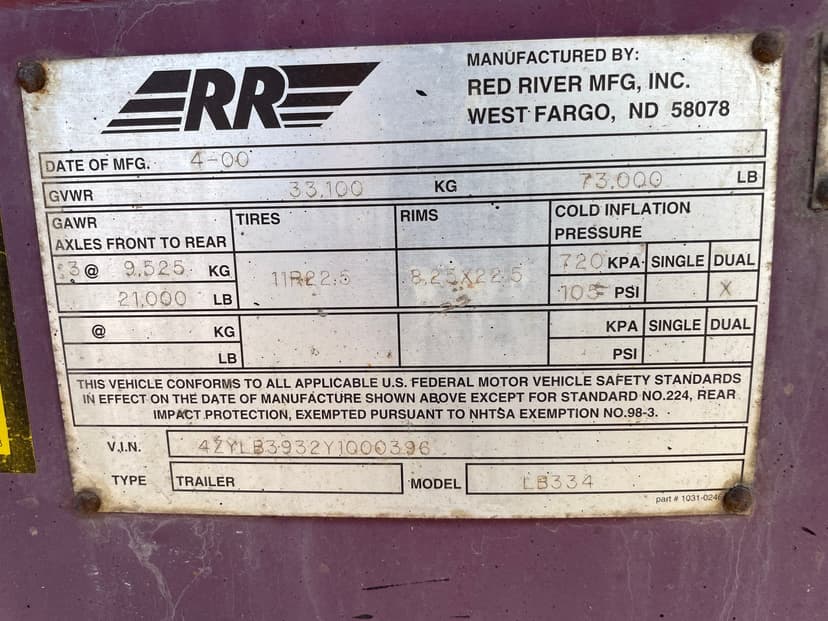 RR
MANUFACTURED BY:
RED RIVER MFG, INC.
WEST FARGO, ND 58078
DATE OF MFG. 4-00
GVWR 33,100 KG 73,000 LB
GAWR
AXLES FRONT TO REAR
TIRES
RIMS
COLD INFLATION
PRESSURE
3 @ 9,525 KG 11R22.5 8.25X22.5 720 KPA SINGLE DUAL
21,000 LB 105 PSI X
@ KG KPA SINGLE DUAL
LB PSI
THIS VEHICLE CONFORMS TO ALL APPLICABLE U.S. FEDERAL MOTOR VEHICLE SAFETY STANDARDS
IN EFFECT ON THE DATE OF MANUFACTURE SHOWN ABOVE EXCEPT FOR STANDARD NO.224, REAR
IMPACT PROTECTION, EXEMPTED PURSUANT TO NHTSA EXEMPTION NO.98-3.
V.I.N. 4ZYLB3932Y1000396
TYPE TRAILER MODEL LB334
part #